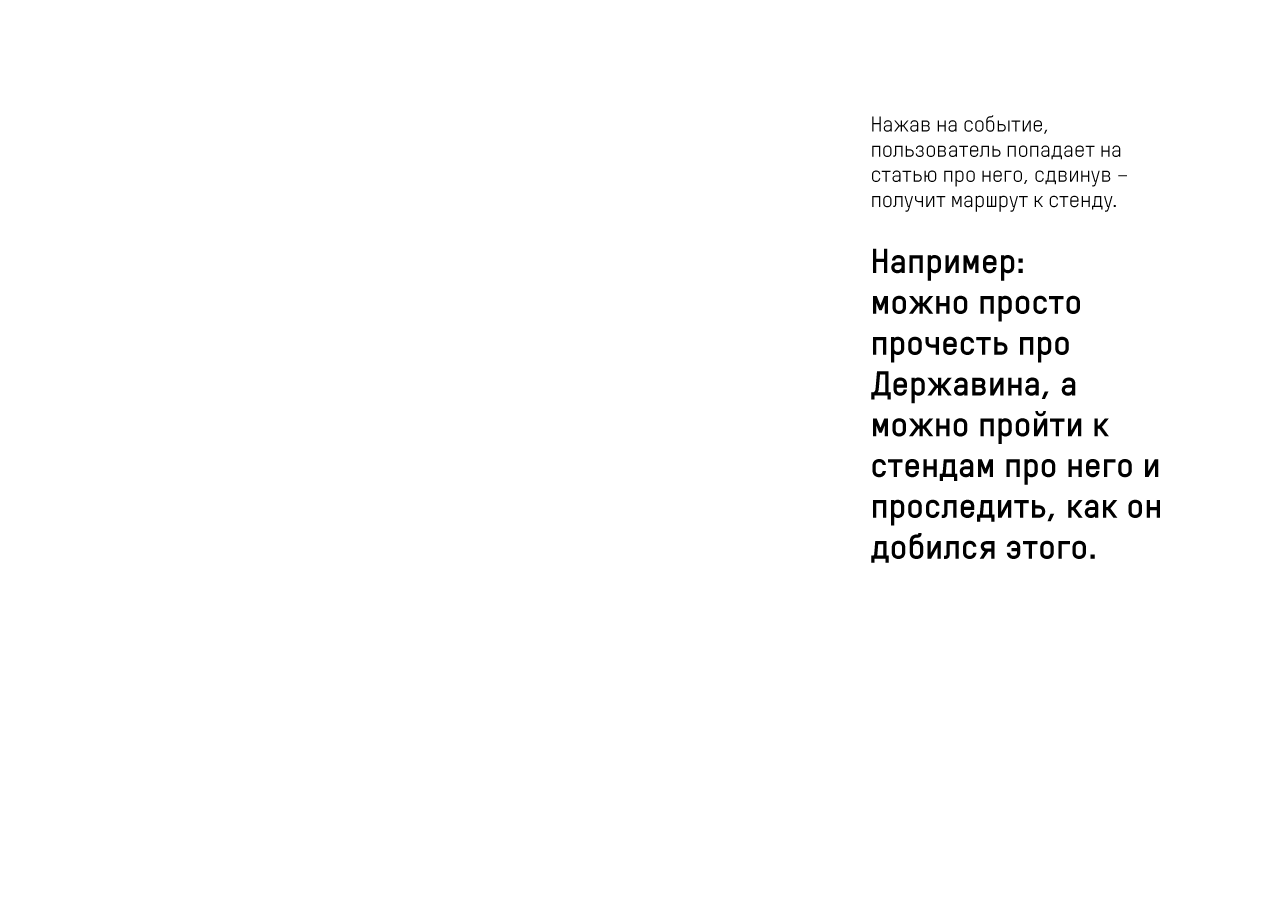 Нажав на событие,
пользователь попадает на
статью про него, сдвинув –
получит маршрут к стенду.
Например:
можно просто
прочесть про
Державина, а
можно пройти к
стендам про него и
проследить, как он
добился этого.